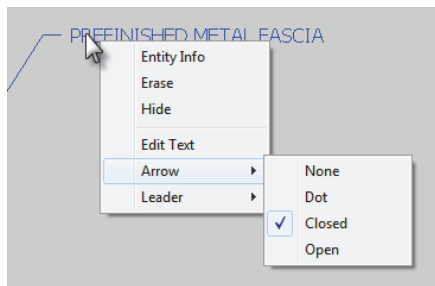 PREFINISHED METAL FASCIA
Entity Info
Erase
Hide
Edit Text
Arrow
Leader
None
Dot
Closed
Open